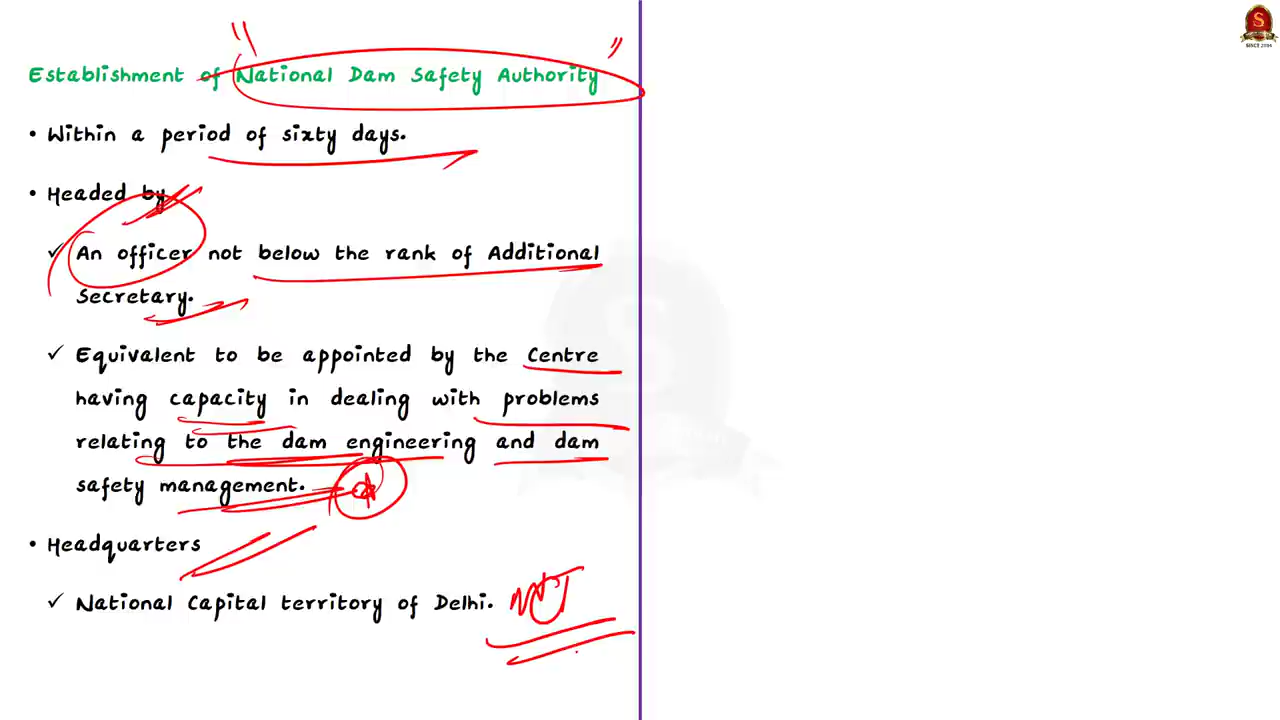 Establishment of National Dam Safety Authority
• Within a period of sixty days.
• Headed by
✓ An officer not below the rank of Additional
Secretary.
✓ Equivalent to be appointed by the Centre
having capacity in dealing with problems
relating to the dam engineering and dam
safety management.
• Headquarters
✓ National Capital territory of Delhi.
S
SINCE 2004